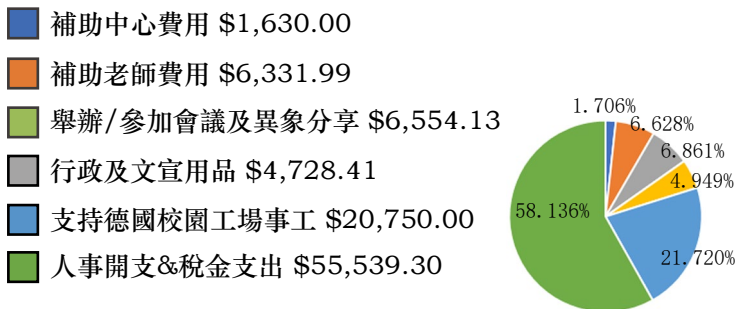 補助中心費用 $1,630.00
補助老師費用 $6,331.99
舉辦/參加會議及異象分享 $6,554.13
行政及文宣用品 $4,728.41
支持德國校園工場事工 $20,750.00
人事開支&稅金支出 $55,539.30
1.706%
6.628%
6.861%
4.949%
58.136%
21.720%